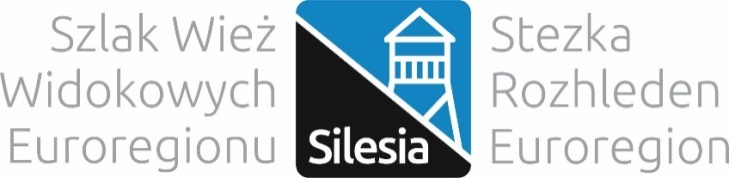 Szlak Wież
Widokowych
Euroregionu
Silesia
Stezka
Rozhleden
Euroregion